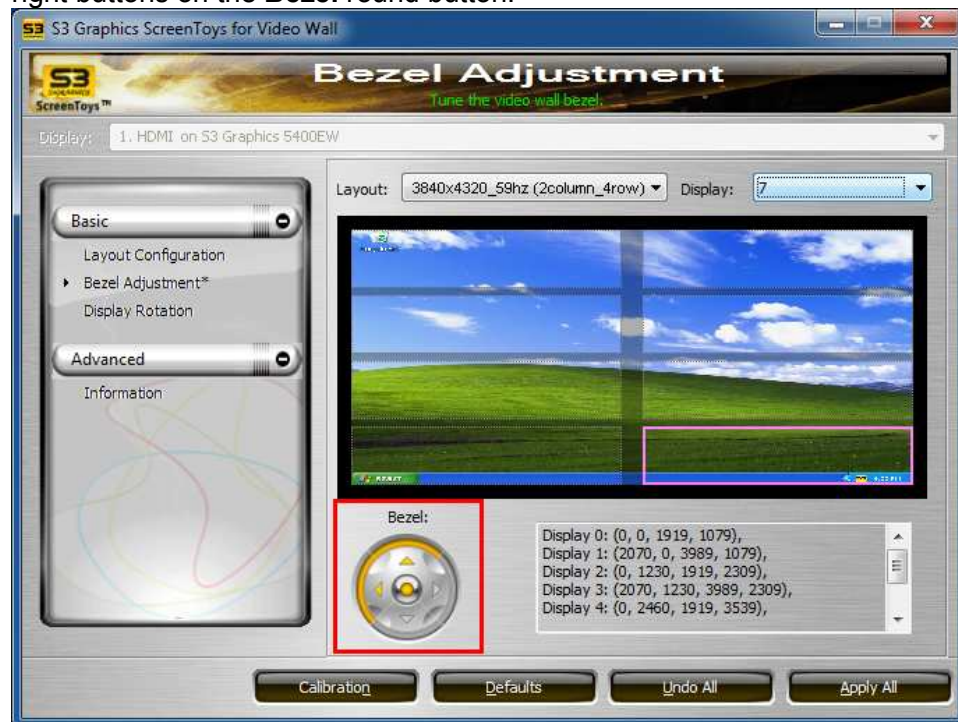 right buttons on the Bezel round button.
S3 Graphics ScreenToys for Video Wall
S3
ScreenToys™
Bezel Adjustment
Tune the video wall bezel.
Display: 1. HDMI on S3 Graphics 5400EW
Layout: 3840x4320_59hz (2column_4row) Display: 7
Basic
Layout Configuration
Bezel Adjustment*
Display Rotation
Advanced
Information
Bezel:
Display 0: (0, 0, 1919, 1079),
Display 1: (2070, 0, 3989, 1079),
Display 2: (0, 1230, 1919, 2309),
Display 3: (2070, 1230, 3989, 2309),
Display 4: (0, 2460, 1919, 3539),
Calibration Defaults Undo All Apply All